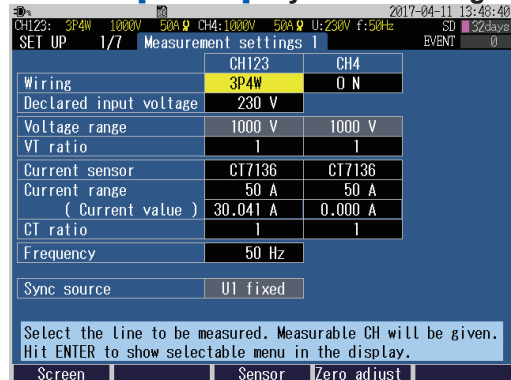 2017-04-11 13:48:40
CH123: 3P4W 1000V 50A CH4:1000V 50A U:230V f:50Hz SD 32days
SET UP 1/7 Measurement settings 1 EVENT 0
CH123 CH4
Wiring 3P4W ON
Declared input voltage 230 V
Voltage range 1000 V 1000 V
VT ratio 1 1
Current sensor CT7136 CT7136
Current range 50 A 50 A
( Current value ) 30.041 A 0.000 A
CT ratio 1 1
Frequency 50 Hz
Sync source U1 fixed
Select the line to be measured. Measurable CH will be given.
Hit ENTER to show selectable menu in the display.
Screen Sensor Zero adjust